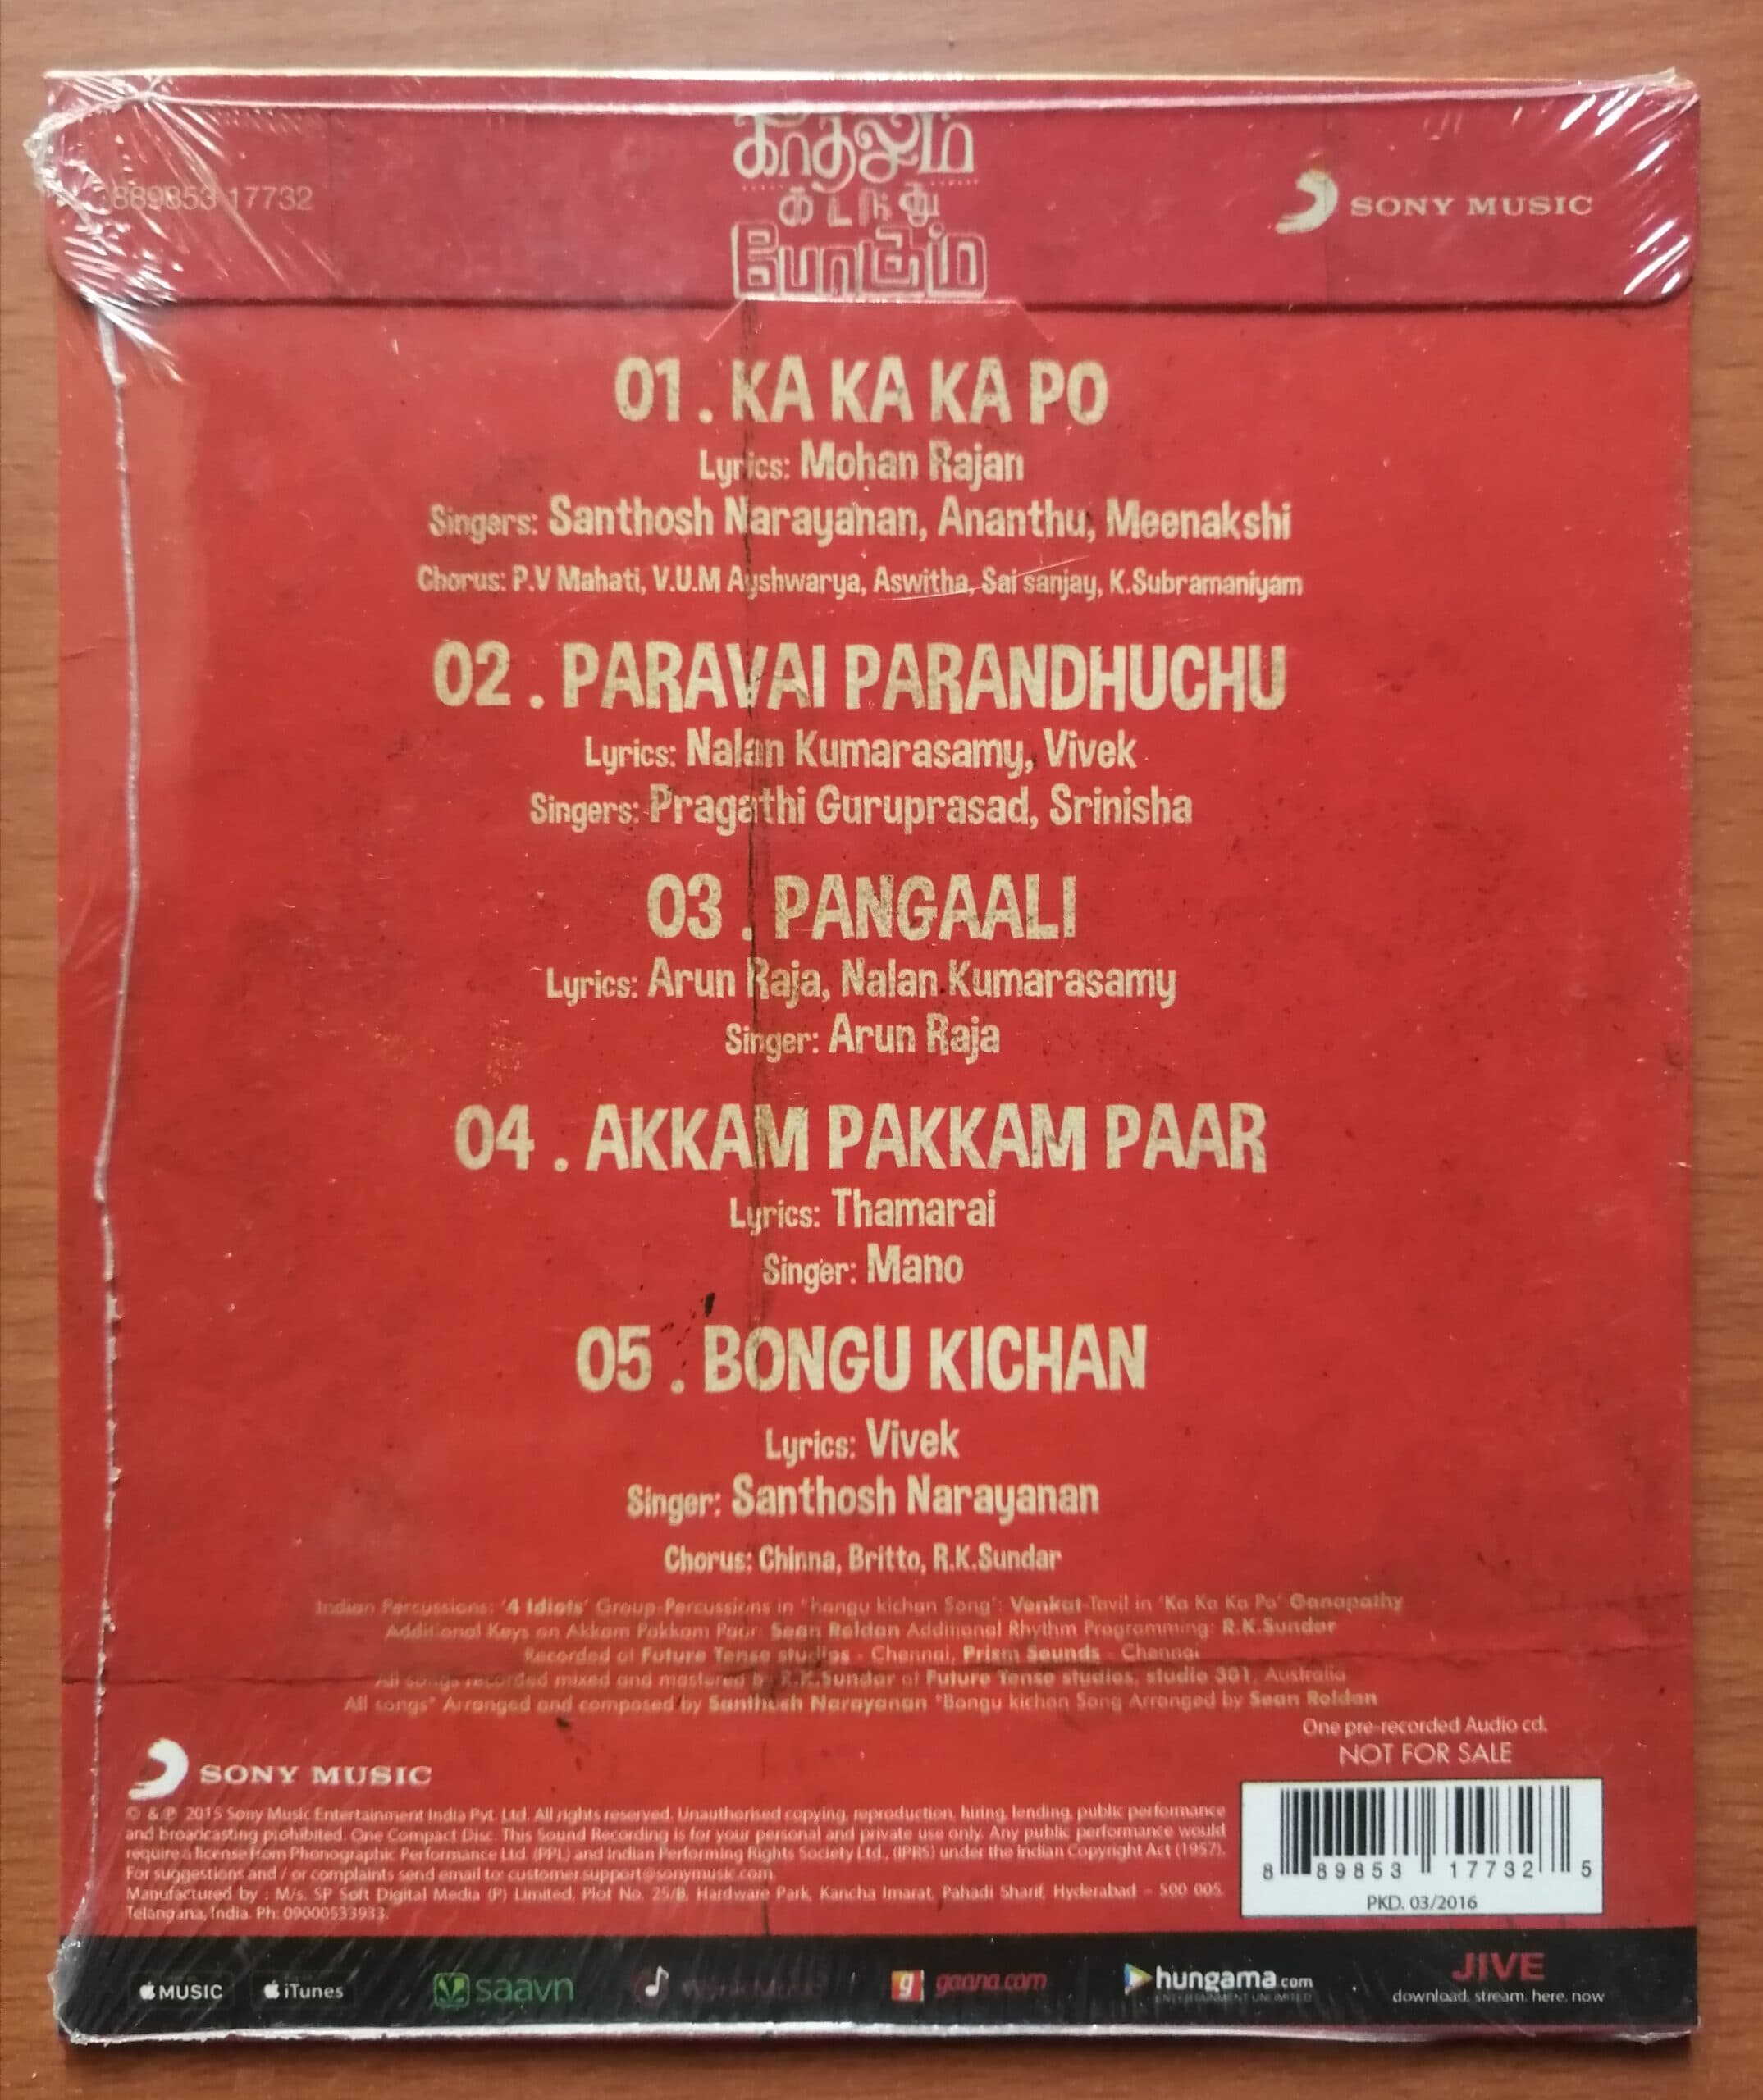 காதலும்
கடந்து
போகும்
889853 17732
SONY MUSIC
01 . KA KA KA PO
Lyrics: Mohan Rajan
Singers: Santhosh Narayanan, Ananthu, Meenakshi
Chorus: P.V Mahati, V.U.M Ayshwarya, Aswitha, Sai sanjay, K.Subramaniyam
02 . PARAVAI PARANDHUCHU
Lyrics: Nalan Kumarasamy, Vivek
Singers: Pragathi Guruprasad, Srinisha
03 . PANGAALI
Lyrics: Arun Raja, Nalan Kumarasamy
Singer: Arun Raja
04 . AKKAM PAKKAM PAAR
Lyrics: Thamarai
Singer: Mano
05 . BONGU KICHAN
Lyrics: Vivek
Singer: Santhosh Narayanan
Chorus: Chinna, Britto, R.K.Sundar
Indian Percussions: '4 Idiots' Group-Percussions in 'bongu kichan Song'; Venkat-Tavil in 'Ka Ka Ka Po' Ganapathy
Additional Keys on Akkam Pakkam Paar: Sean Roldan Additional Rhythm Programming: R.K.Sundar
Recorded at Future Tense studios - Chennai, Prism Sounds - Chennai
All songs recorded mixed and mastered by R.K.Sundar at Future Tense studies, studio 301, Australia
All songs* Arranged and composed by Santhosh Narayanan *Bongu kichan Song Arranged by Sean Roldan
One pre-recorded Audio cd.
NOT FOR SALE
SONY MUSIC
© & ℗ 2015 Sony Music Entertainment India Pvt. Ltd. All rights reserved. Unauthorised copying, reproduction, hiring, lending, public performance
and broadcasting prohibited. One Compact Disc. This Sound Recording is for your personal and private use only. Any public performance would
require a license from Phonographic Performance Ltd. (PPL) and Indian Performing Rights Society Ltd., (IPRS) under the Indian Copyright Act (1957).
For suggestions and / or complaints send email to: customer.support@sonymusic.com.
Manufactured by : M/s. SP Soft Digital Media (P) Limited, Plot No. 25/B, Hardware Park, Kancha Imarat, Pahadi Sharif, Hyderabad - 500 005.
Telangana, India. Ph: 09000533933.
8 89853 17732 5
PKD. 03/2016
MUSIC
iTunes
saavn
Wynk Music
g gaana.com
hungama.com
ENTERTAINMENT UNLIMITED
JIVE
download. stream. here. now